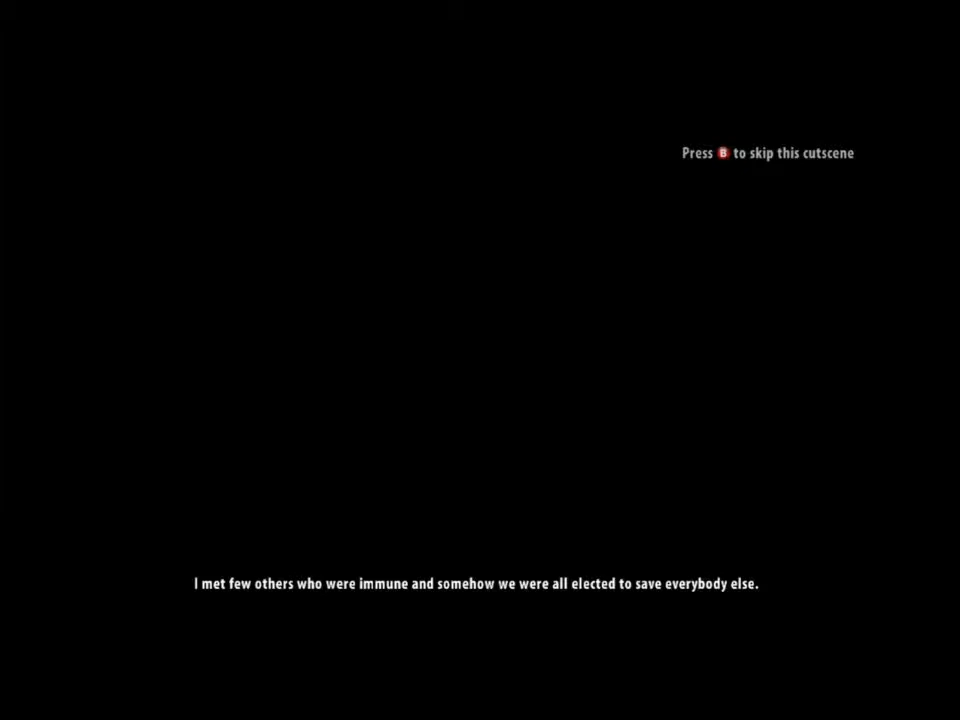 Press B to skip this cutscene
I met few others who were immune and somehow we were all elected to save everybody else.